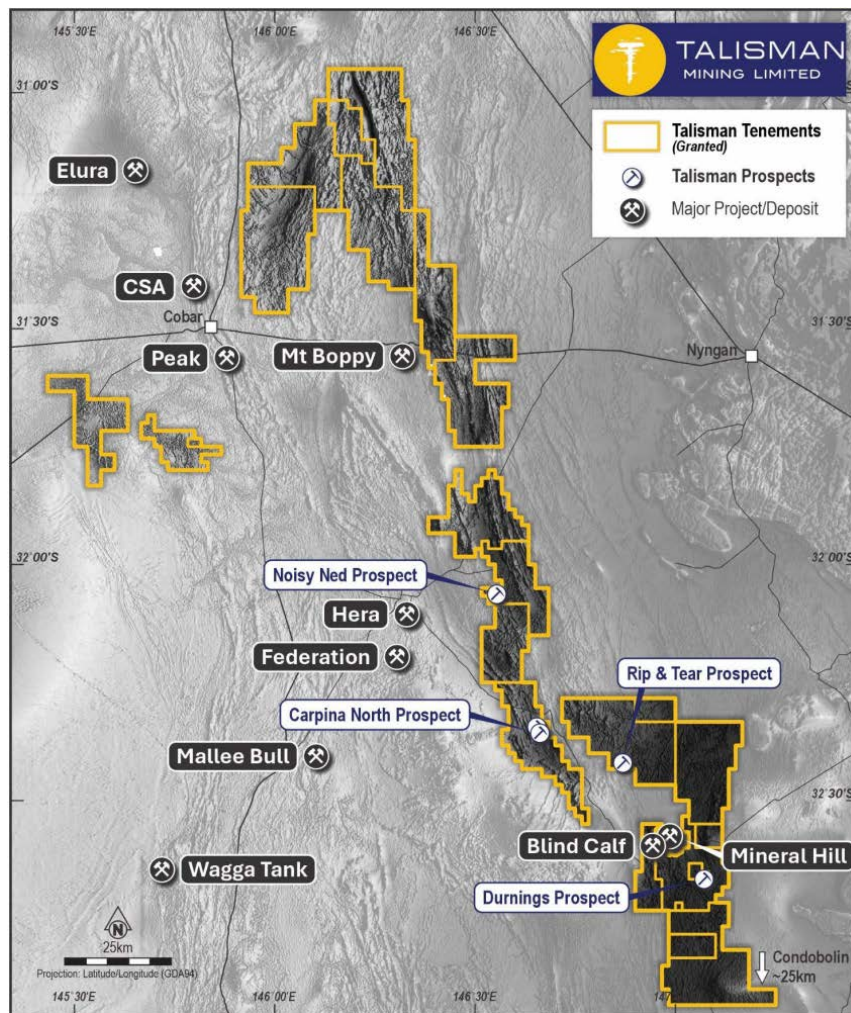 145°30'E
146°00'E
146°30'E
TALISMAN
MINING LIMITED
31°00'S
Talisman Tenements
(Granted)
Talisman Prospects
Major Project/Deposit
Elura
CSA
Cobar
31°30'S
Peak
Mt Boppy
Nyngan
32°00'S
32°00'S
Noisy Ned Prospect
Hera
Federation
Rip & Tear Prospect
Carpina North Prospect
Mallee Bull
32°30'S
Blind Calf
Mineral Hill
Wagga Tank
Durnings Prospect
N
25km
Projection: Latitude/Longitude (GDA94)
Condobolin
~25km
145°30'E
146°00'E
146°30'E